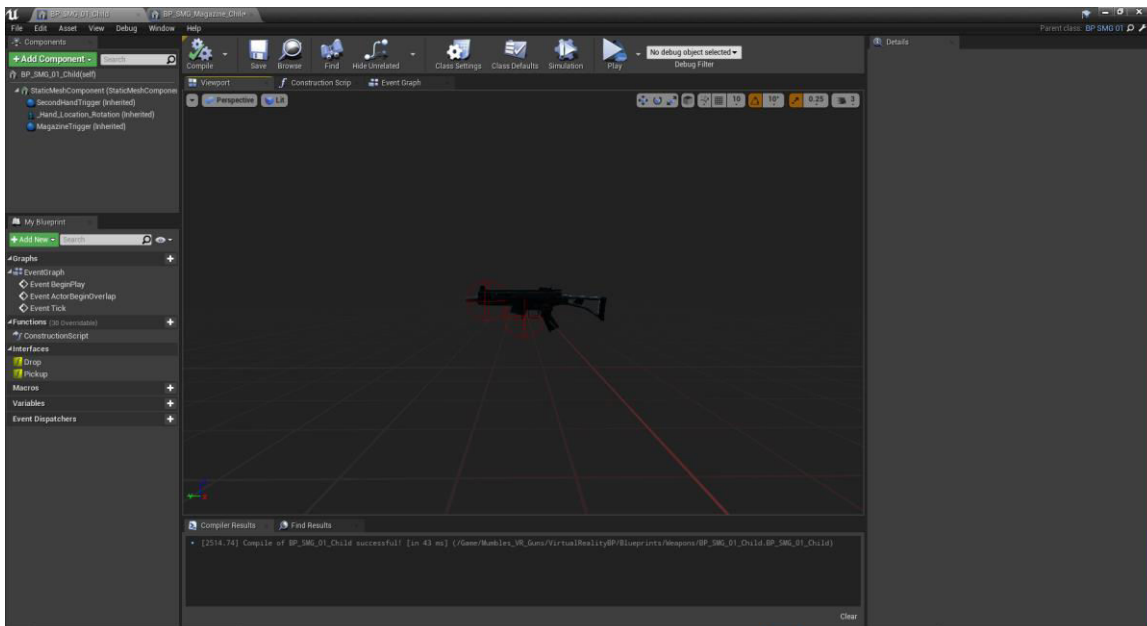 BP_SMG_01_Child
BP_SMG_Magazine_Child
File Edit Asset View Debug Window Help
Parent class: BP SMG 01
Components
+Add Component
Search
BP_SMG_01_Child(self)
StaticMeshComponent (StaticMeshComponen
SecondHandTrigger (Inherited)
_Hand_Location_Rotation (Inherited)
MagazineTrigger (Inherited)
My Blueprint
+Add New
Search
Graphs
EventGraph
Event BeginPlay
Event ActorBeginOverlap
Event Tick
Functions (30 Overridable)
ConstructionScript
Interfaces
Drop
Pickup
Macros
Variables
Event Dispatchers
Compile Save Browse Find Hide Unrelated Class Settings Class Defaults Simulation Play
No debug object selected
Debug Filter
Viewport Construction Scrip Event Graph
Perspective Lit
10 10° 0.25 3
Compiler Results Find Results
[2514.74] Compile of BP_SMG_01_Child successful! [in 43 ms] (/Game/Mumbles_VR_Guns/VirtualRealityBP/Blueprints/Weapons/BP_SMG_01_Child.BP_SMG_01_Child)
Clear
Details